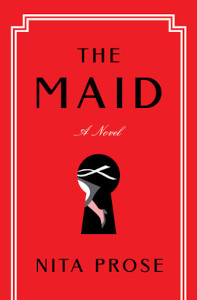 THE
MAID
A Novel
NITA PROSE